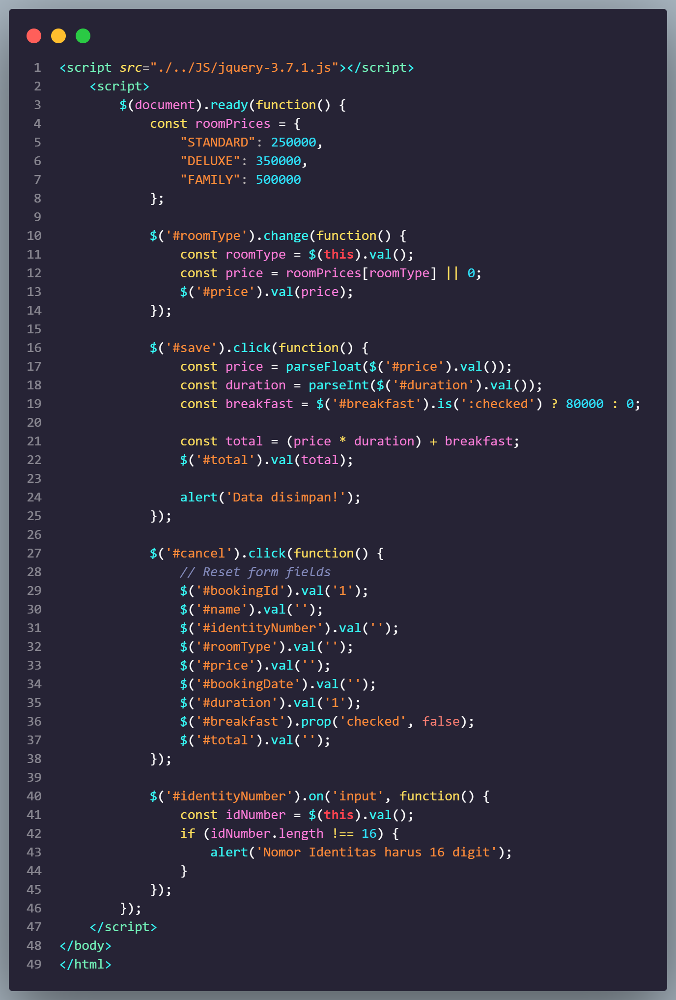 1 <script src="./../JS/jquery-3.7.1.js"></script>
2     <script>
3         $(document).ready(function() {
4             const roomPrices = {
5                 "STANDARD": 250000,
6                 "DELUXE": 350000,
7                 "FAMILY": 500000
8             };
9
10             $('#roomType').change(function() {
11                 const roomType = $(this).val();
12                 const price = roomPrices[roomType] || 0;
13                 $('#price').val(price);
14             });
15
16             $('#save').click(function() {
17                 const price = parseFloat($('#price').val());
18                 const duration = parseInt($('#duration').val());
19                 const breakfast = $('#breakfast').is(':checked') ? 80000 : 0;
20
21                 const total = (price * duration) + breakfast;
22                 $('#total').val(total);
23
24                 alert('Data disimpan!');
25             });
26
27             $('#cancel').click(function() {
28                 // Reset form fields
29                 $('#bookingId').val('1');
30                 $('#name').val('');
31                 $('#identityNumber').val('');
32                 $('#roomType').val('');
33                 $('#price').val('');
34                 $('#bookingDate').val('');
35                 $('#duration').val('1');
36                 $('#breakfast').prop('checked', false);
37                 $('#total').val('');
38             });
39
40             $('#identityNumber').on('input', function() {
41                 const idNumber = $(this).val();
42                 if (idNumber.length !== 16) {
43                     alert('Nomor Identitas harus 16 digit');
44                 }
45             });
46         });
47     </script>
48 </body>
49 </html>